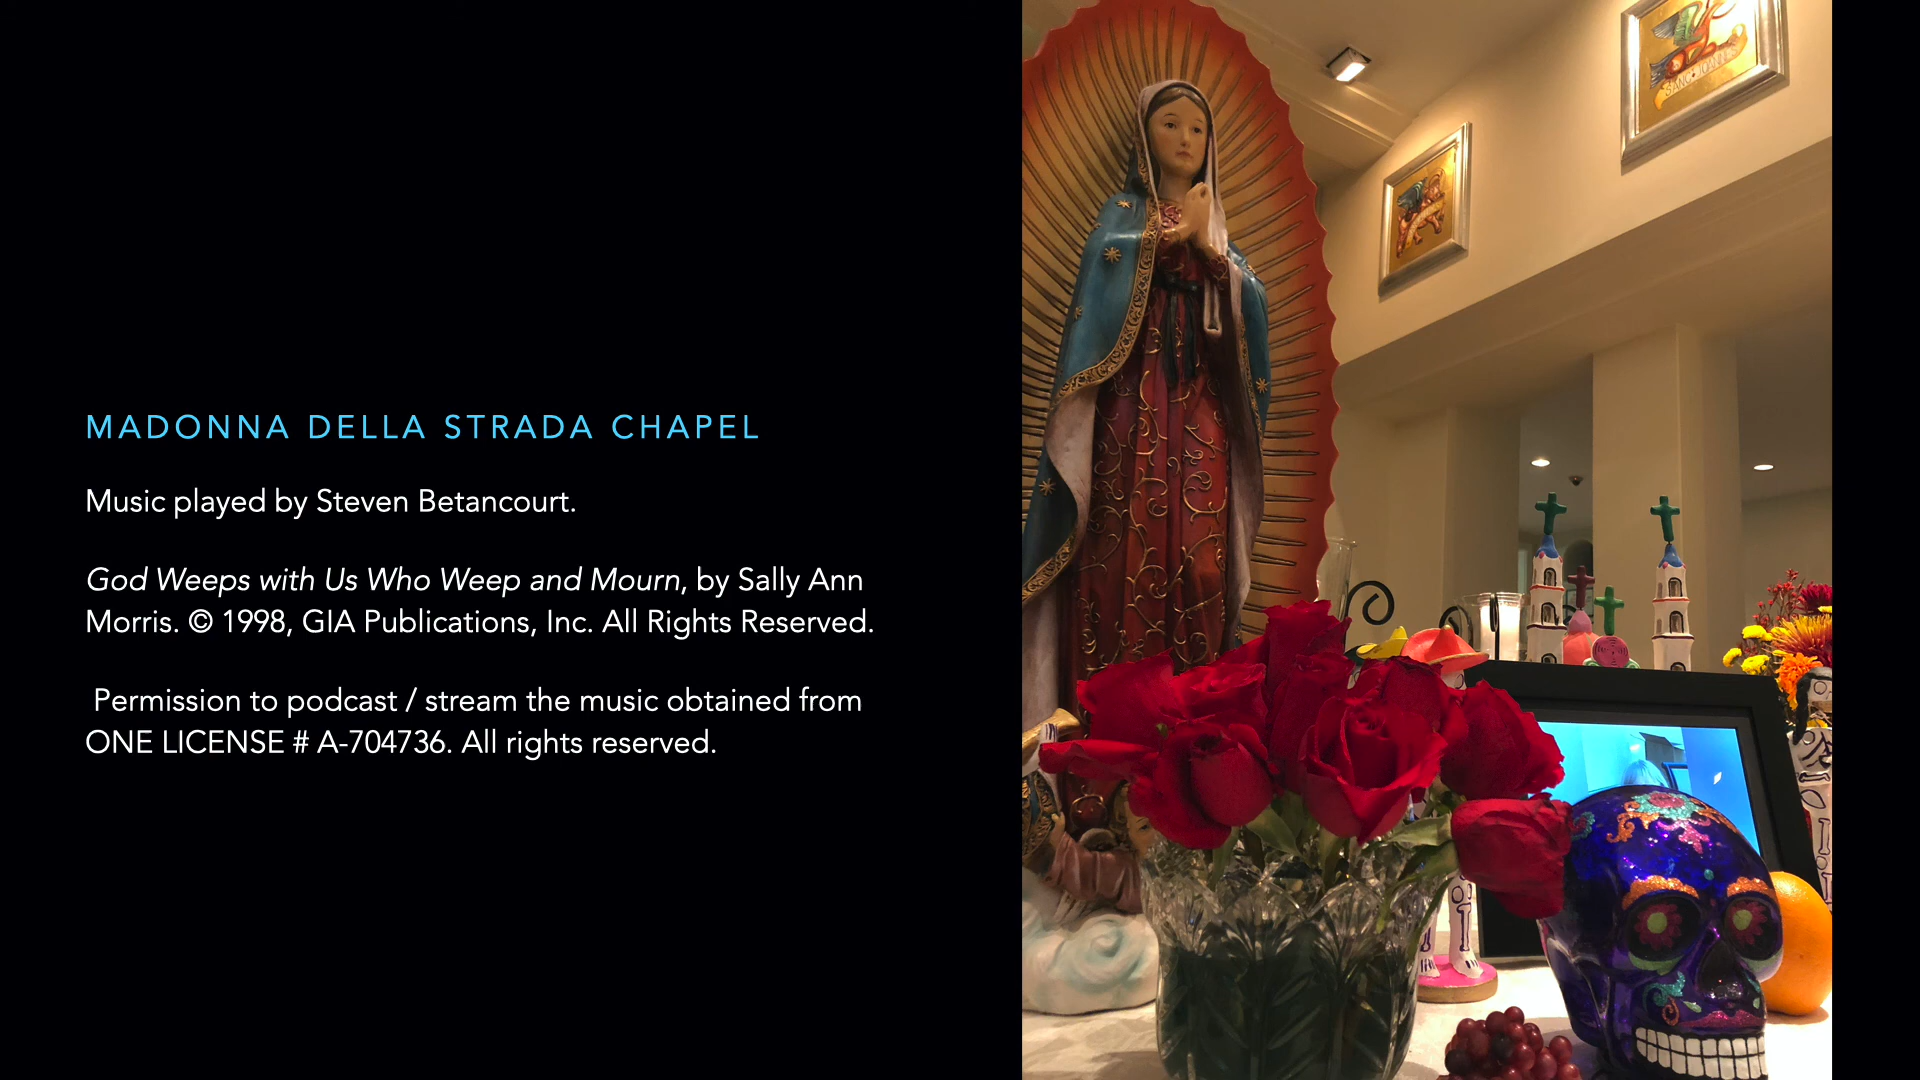 MADONNA DELLA STRADA CHAPEL
Music played by Steven Betancourt.
God Weeps with Us Who Weep and Mourn, by Sally Ann
Morris. © 1998, GIA Publications, Inc. All Rights Reserved.
Permission to podcast / stream the music obtained from
ONE LICENSE # A-704736. All rights reserved.